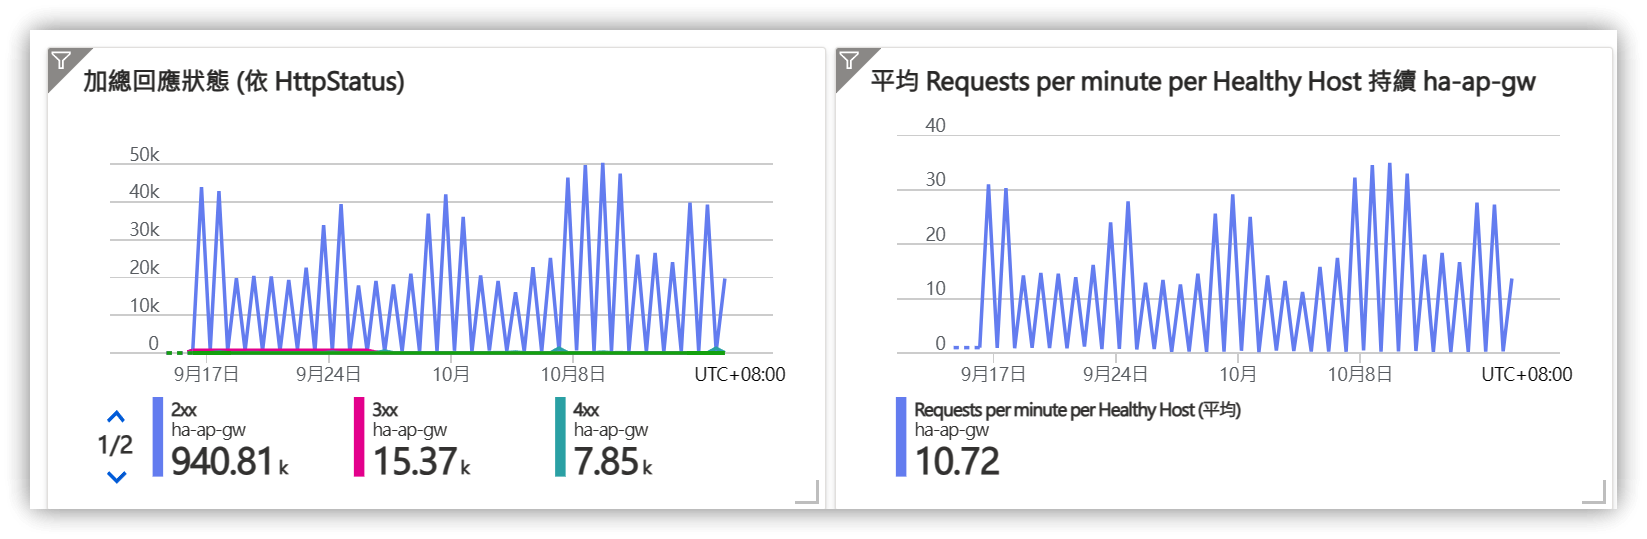 加總回應狀態 (依 HttpStatus)
50k
40k
30k
20k
10k
0
9月17日
9月24日
10月
10月8日
UTC+08:00
1/2
2xx
ha-ap-gw
940.81 k
3xx
ha-ap-gw
15.37 k
4xx
ha-ap-gw
7.85 k
平均 Requests per minute per Healthy Host 持續 ha-ap-gw
40
30
20
10
0
9月17日
9月24日
10月
10月8日
UTC+08:00
Requests per minute per Healthy Host (平均)
ha-ap-gw
10.72